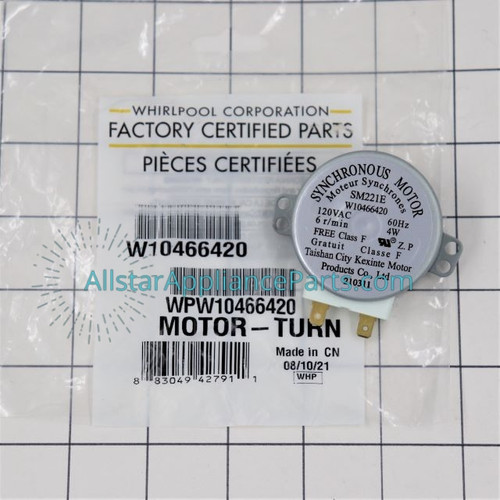 WHIRLPOOL CORPORATION
FACTORY CERTIFIED PARTS
PIÈCES CERTIFIÉES
W10466420
AllstarApplianceParts.com
WPW10466420
MOTOR-TURN
Made in CN
08/10/21
WHP
8 83049 42791 1
SYNCHRONOUS MOTOR
Moteur Synchrones
SM221E
W10466420
120VAC 60Hz
6 r/min 4W
FREE Class F Z.P
Gratuit Classe F
Taishan City Kexinte Motor
Products Co., Ltd
210311